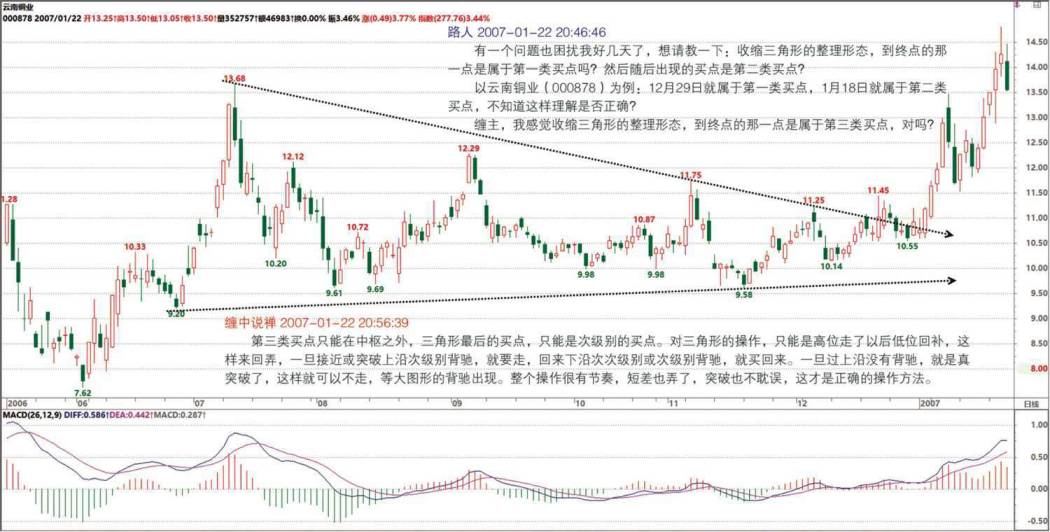 云南铜业
000878 2007/01/22 开13.25↑高13.50↑低13.05↑收13.50↑量352757↑额46983↑换0.00% 振3.46% 涨(0.49)3.77% 指数(277.76)3.44%
路人 2007-01-22 20:46:46
有一个问题也困扰我好几天了，想请教一下：收缩三角形的整理形态，到终点的那
一点是属于第一类买点吗？然后随后出现的买点是第二类买点？
以云南铜业（000878）为例：12月29日就属于第一类买点，1月18日就属于第二类
买点，不知道这样理解是否正确？
缠主，我感觉收缩三角形的整理形态，到终点的那一点是属于第三类买点，对吗？
14.50
14.00
13.50
13.00
12.50
12.00
11.50
11.00
10.50
10.00
9.50
9.00
8.50
8.00
7.50
1.28
7.62
10.33
9.20
13.68
10.20
12.12
9.61
10.72
9.69
12.29
9.98
10.87
9.98
11.75
9.58
11.25
10.14
11.45
10.55
缠中说禅 2007-01-22 20:56:39
第三类买点只能在中枢之外，三角形最后的买点，只能是次级别的买点。对三角形的操作，只能是高位走了以后低位回补，这
样来回弄，一旦接近或突破上沿次级别背驰，就要走，回来下沿次次级别或次级别背驰，就买回来。一旦过上沿没有背驰，就是真
突破了，这样就可以不走，等大图形的背驰出现。整个操作很有节奏，短差也弄了，突破也不耽误，这才是正确的操作方法。
2006 06 07 08 09 10 11 12 2007 日线
MACD(26,12,9) DIFF:0.586↑DEA:0.442↑MACD:0.287↑
1.00
0.50
0.00
-0.50